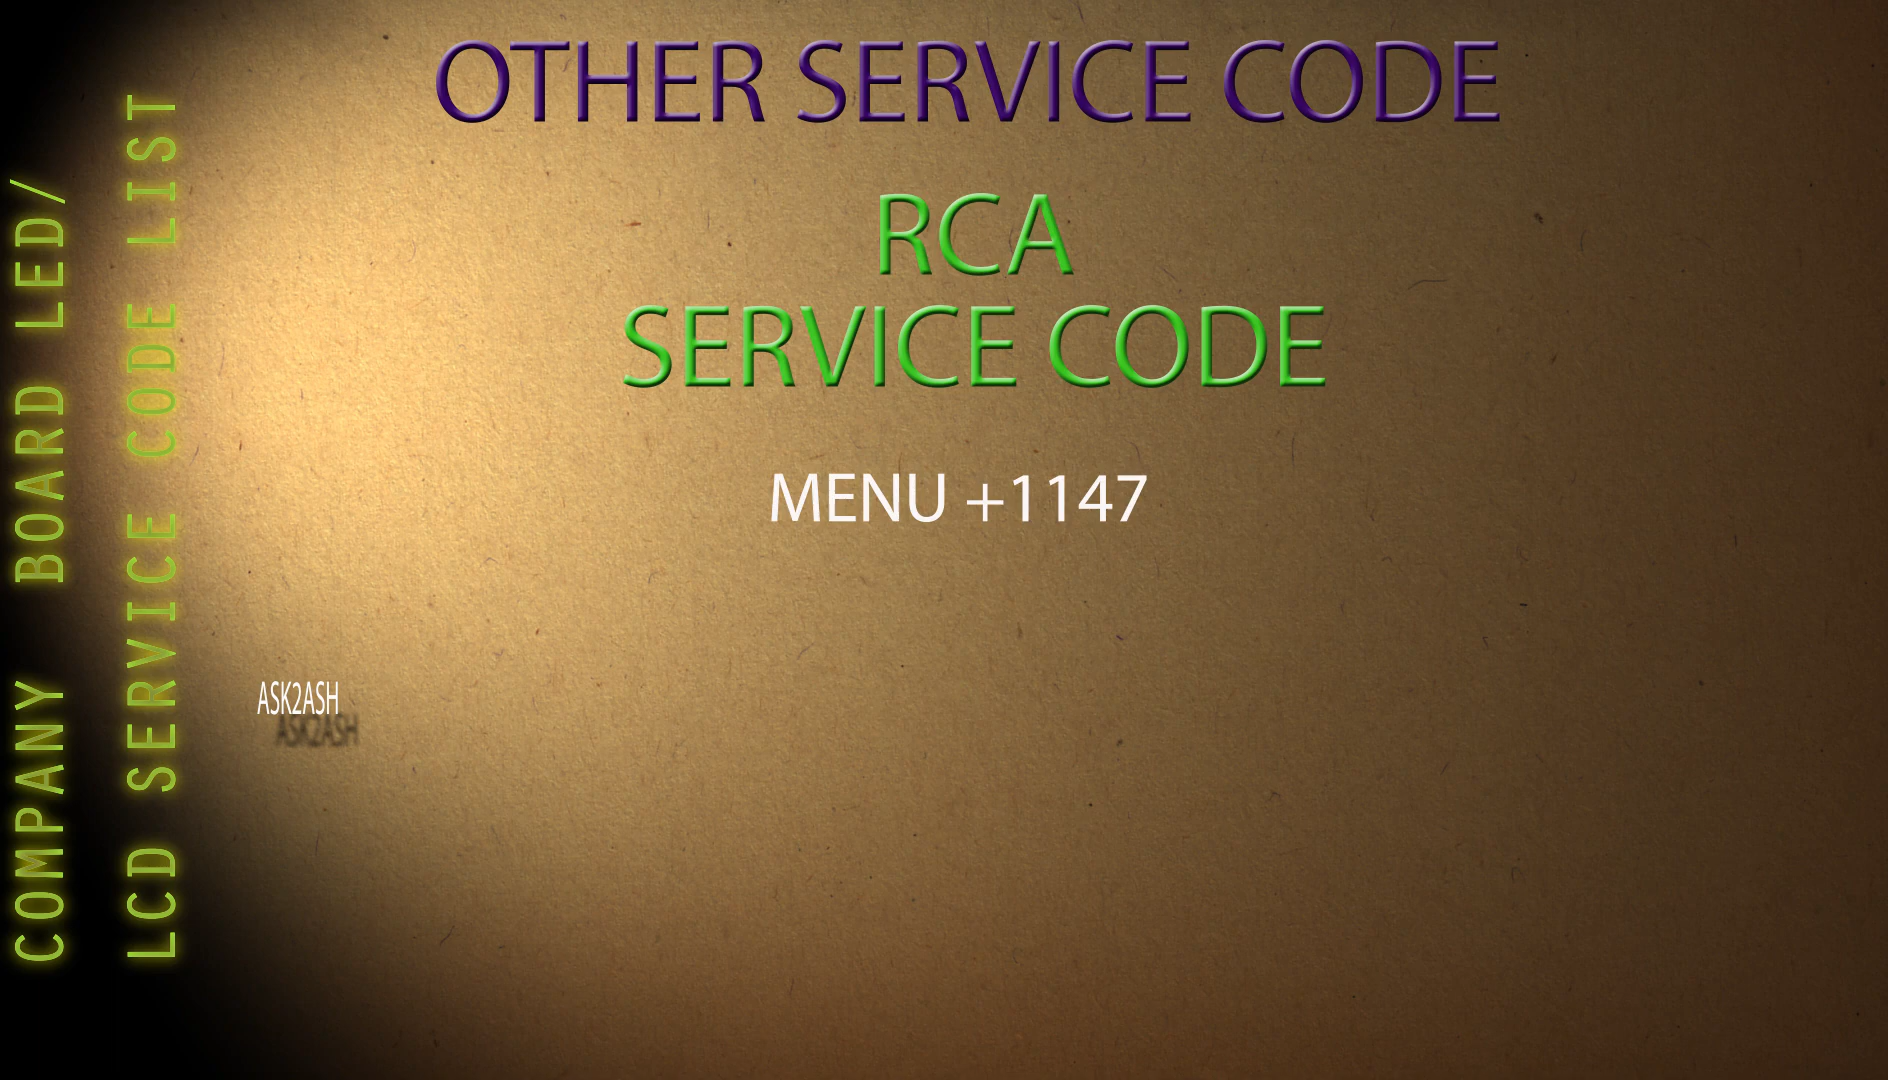 OTHER SERVICE CODE
RCA
SERVICE CODE
MENU +1147
ASK2ASH
COMPANY BOARD LED/
LCD SERVICE CODE LIST